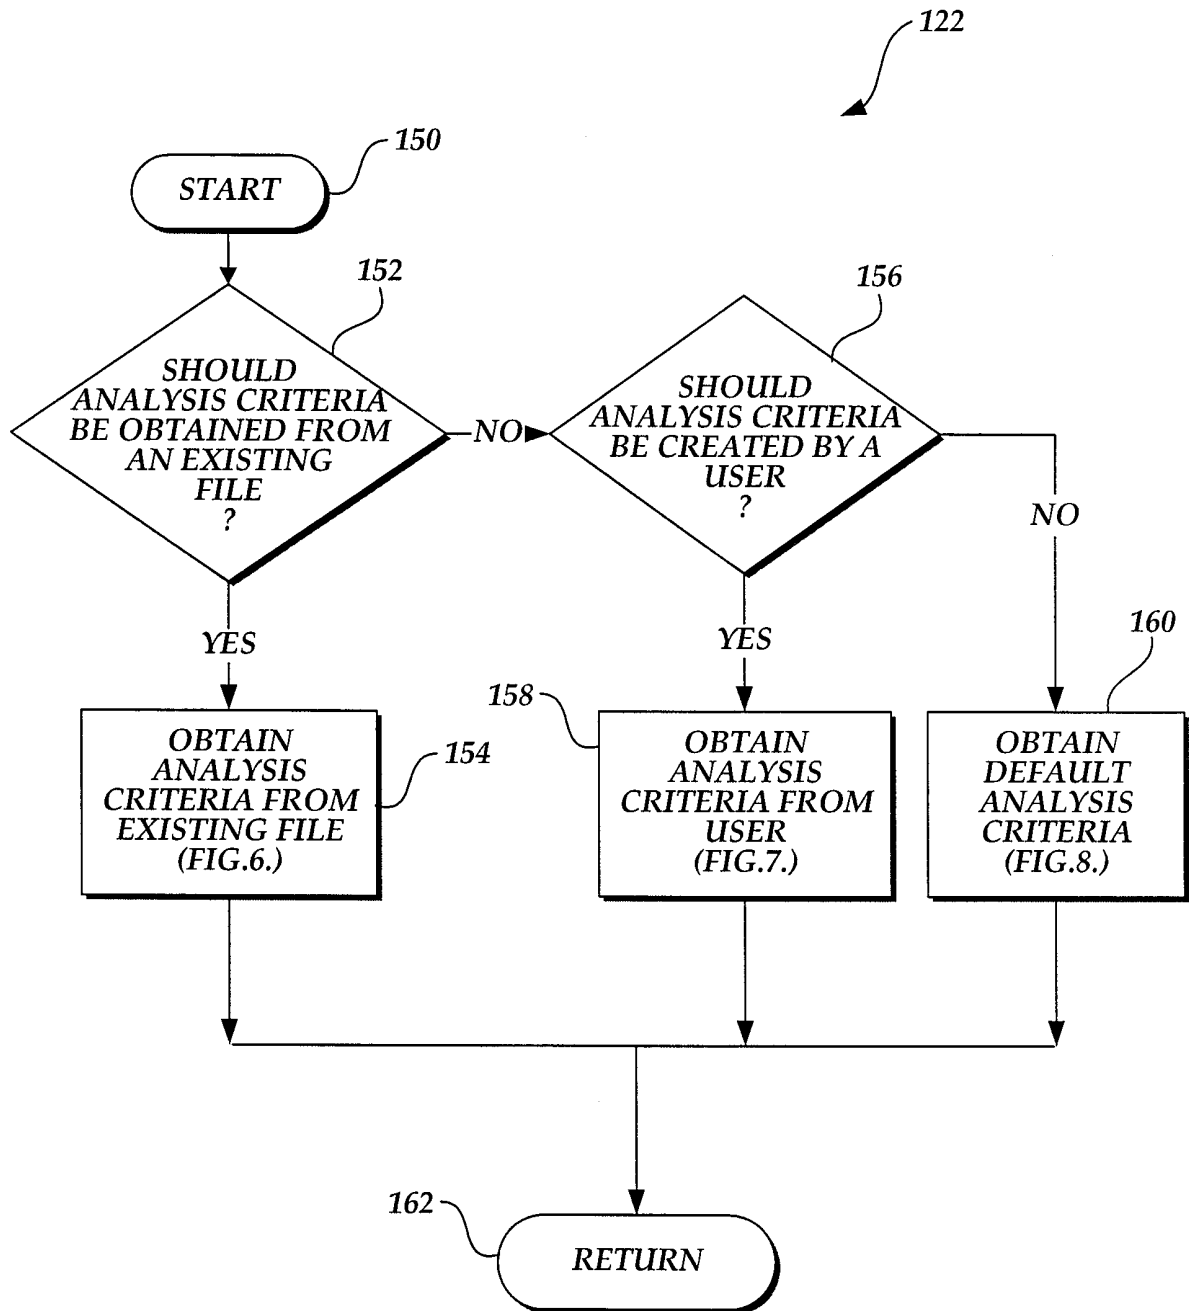 122
150
START
152
SHOULD
ANALYSIS CRITERIA
BE OBTAINED FROM
AN EXISTING
FILE
?
NO
156
SHOULD
ANALYSIS CRITERIA
BE CREATED BY A
USER
?
NO
YES
YES
154
OBTAIN
ANALYSIS
CRITERIA FROM
EXISTING FILE
(FIG.6.)
158
OBTAIN
ANALYSIS
CRITERIA FROM
USER
(FIG.7.)
160
OBTAIN
DEFAULT
ANALYSIS
CRITERIA
(FIG.8.)
162
RETURN